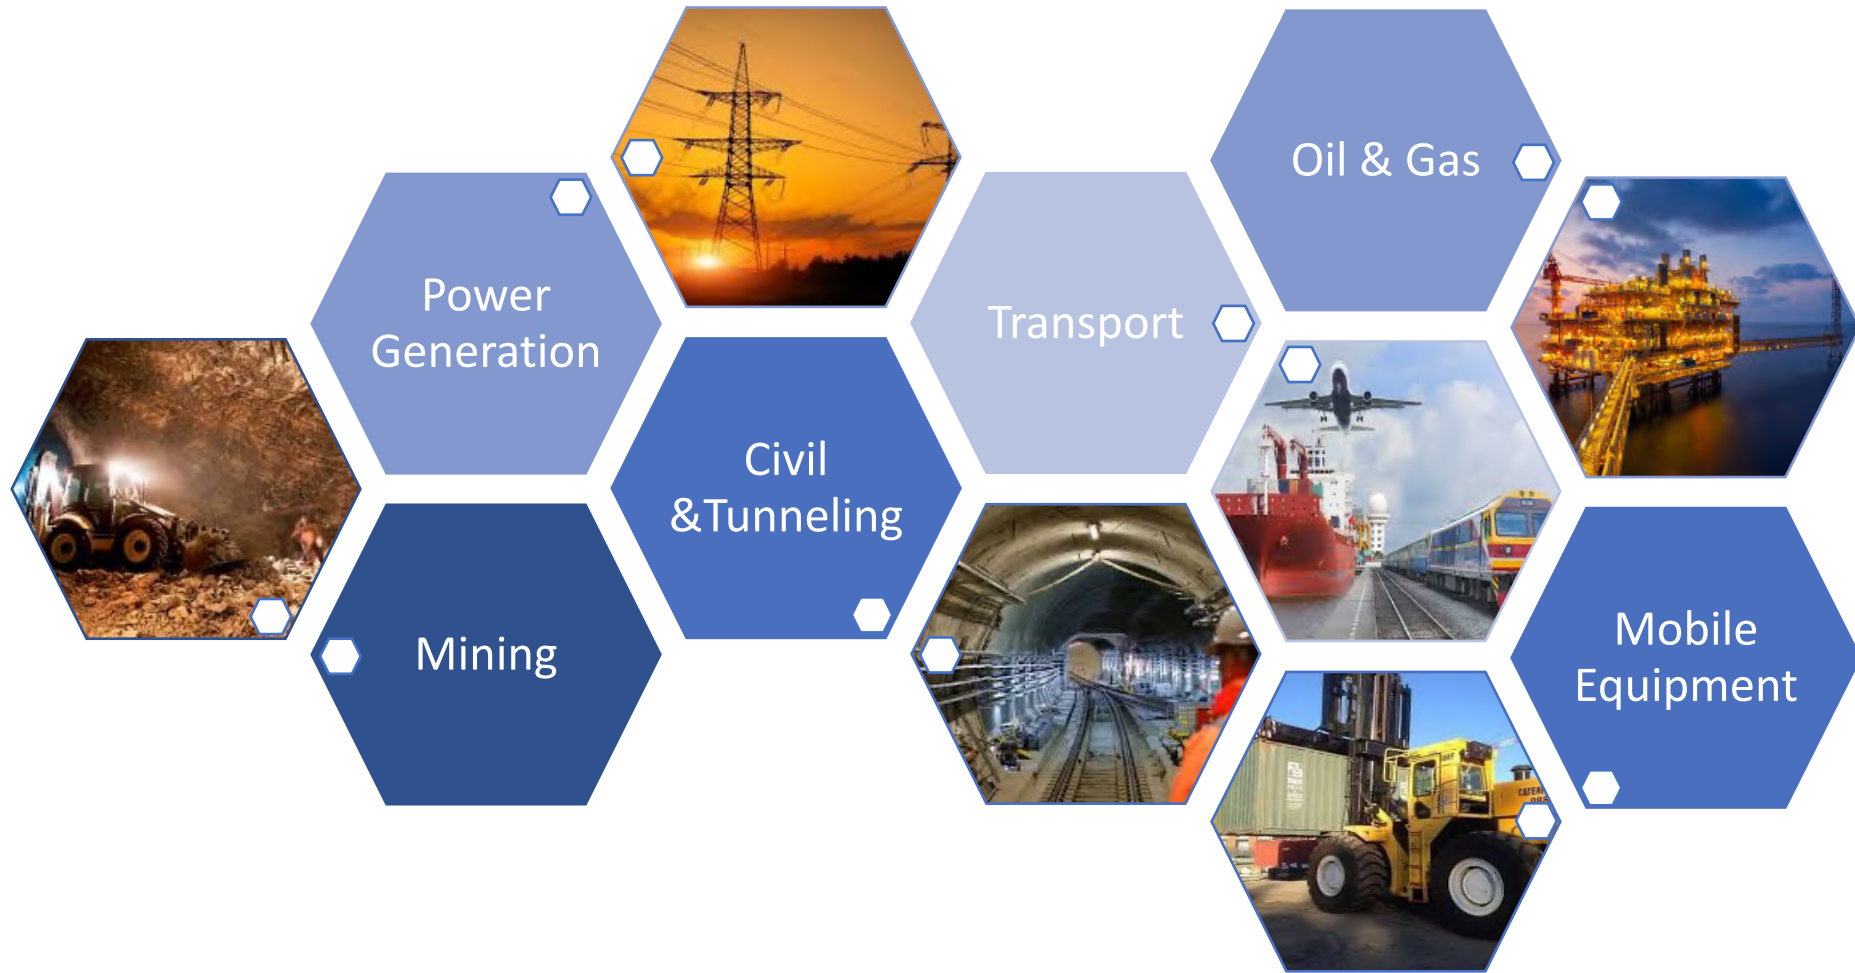 Oil & Gas
Power
Generation
Transport
Civil
&Tunneling
Mining
Mobile
Equipment